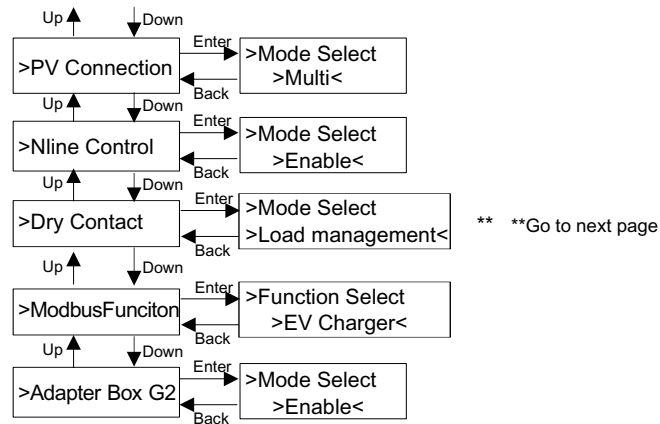 Up Down
>PV Connection Enter >Mode Select
Back >Multi<
Up Down
>Nline Control Enter >Mode Select
Back >Enable<
Up Down
>Dry Contact Enter >Mode Select
Back >Load management< ** **Go to next page
Up Down
>ModbusFunciton Enter >Function Select
Back >EV Charger<
Up Down
>Adapter Box G2 Enter >Mode Select
Back >Enable<